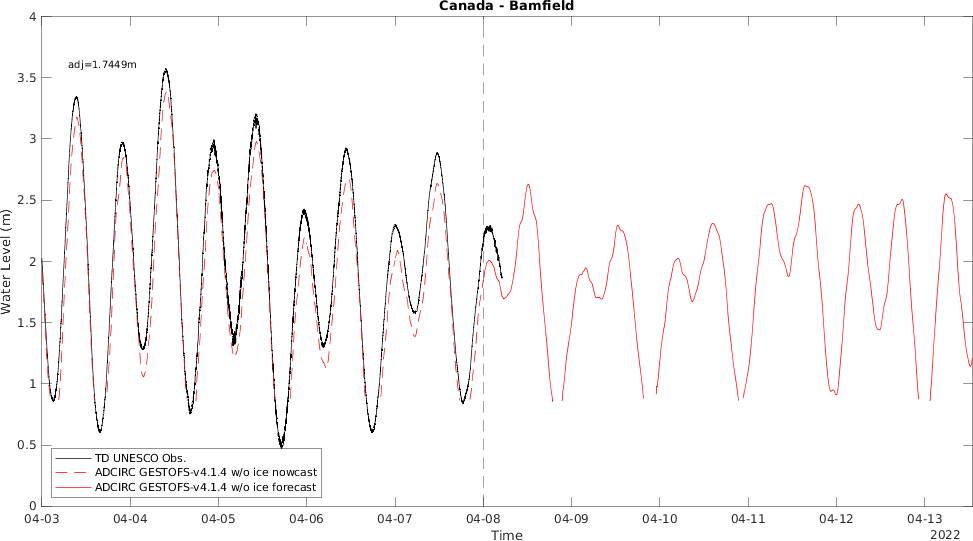 Canada - Bamfield
adj=1.7449m
4
3.5
3
2.5
2
1.5
1
0.5
0
Water Level (m)
TD UNESCO Obs.
ADCIRC GESTOFS-v4.1.4 w/o ice nowcast
ADCIRC GESTOFS-v4.1.4 w/o ice forecast
04-03 04-04 04-05 04-06 04-07 04-08 04-09 04-10 04-11 04-12 04-13
Time
2022